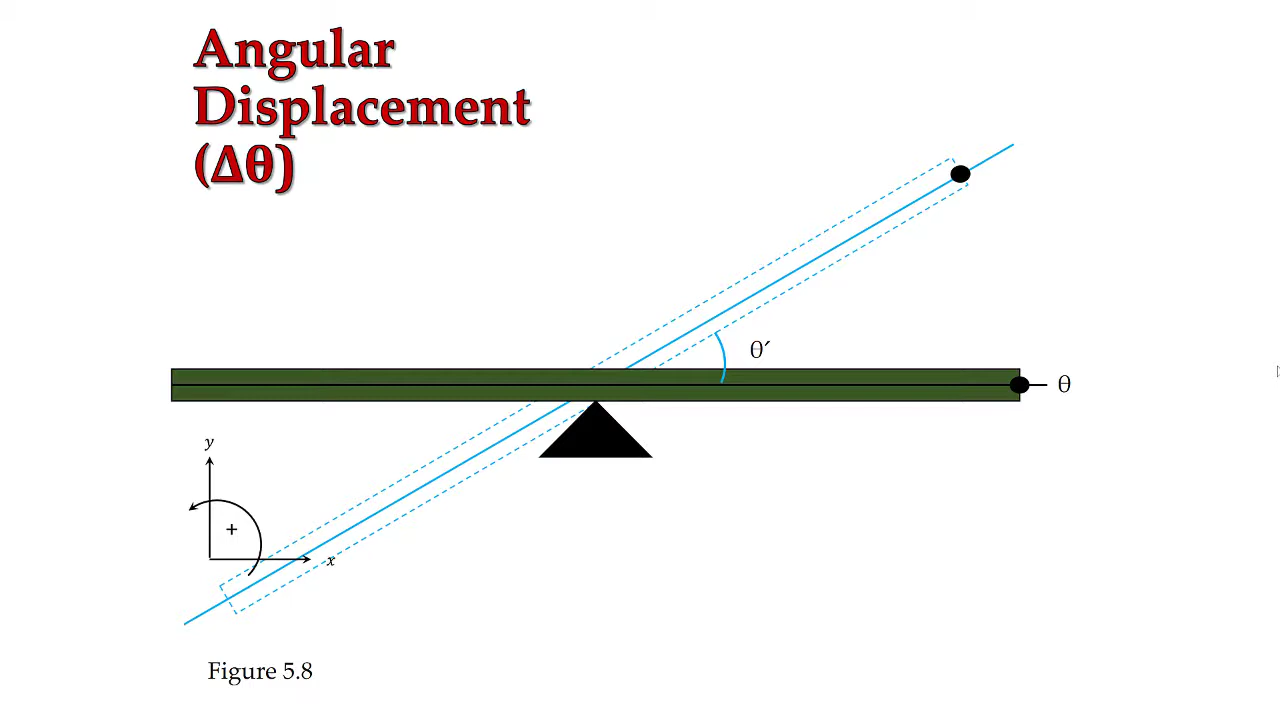 Angular
Displacement
(Δθ)
θ′
θ
y
+
x
Figure 5.8